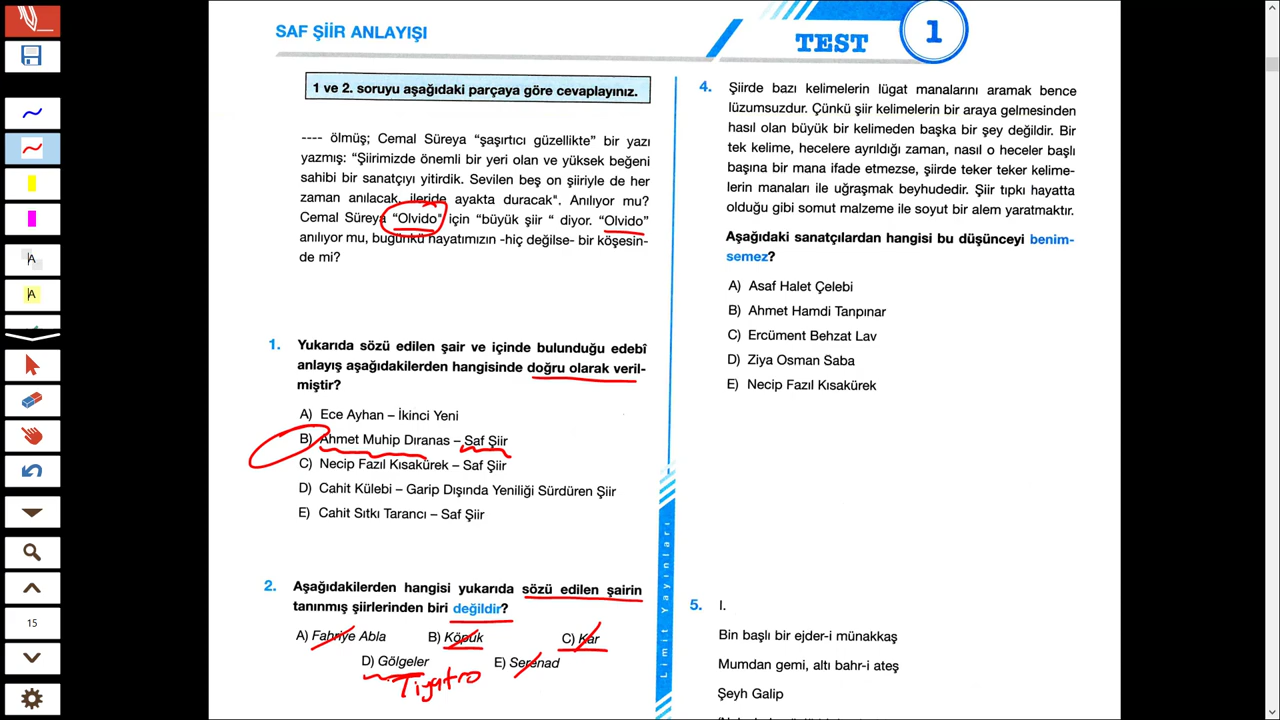 SAF ŞİİR ANLAYIŞI
TEST
1
1 ve 2. soruyu aşağıdaki parçaya göre cevaplayınız.
---- ölmüş; Cemal Süreya “şaşırtıcı güzellikte” bir yazı
yazmış: “Şiirimizde önemli bir yeri olan ve yüksek beğeni
sahibi bir sanatçıyı yitirdik. Sevilen beş on şiiriyle de her
zaman anılacak, ileride ayakta duracak". Anılıyor mu?
Cemal Süreya “Olvido” için “büyük şiir “ diyor. “Olvido”
anılıyor mu, bugünkü hayatımızın -hiç değilse- bir köşesin-
de mi?
1. Yukarıda sözü edilen şair ve içinde bulunduğu edebî
anlayış aşağıdakilerden hangisinde doğru olarak veril-
miştir?
A) Ece Ayhan – İkinci Yeni
B) Ahmet Muhip Dıranas – Saf Şiir
C) Necip Fazıl Kısakürek – Saf Şiir
D) Cahit Külebi – Garip Dışında Yeniliği Sürdüren Şiir
E) Cahit Sıtkı Tarancı – Saf Şiir
2. Aşağıdakilerden hangisi yukarıda sözü edilen şairin
tanınmış şiirlerinden biri değildir?
A) Fahriye Abla B) Köpük C) Kar
D) Gölgeler E) Serenad
Tiyatro
4. Şiirde bazı kelimelerin lügat manalarını aramak bence
lüzumsuzdur. Çünkü şiir kelimelerin bir araya gelmesinden
hasıl olan büyük bir kelimeden başka bir şey değildir. Bir
tek kelime, hecelere ayrıldığı zaman, nasıl o heceler başlı
başına bir mana ifade etmezse, şiirde teker teker kelime-
lerin manaları ile uğraşmak beyhudedir. Şiir tıpkı hayatta
olduğu gibi somut malzeme ile soyut bir alem yaratmaktır.
Aşağıdaki sanatçılardan hangisi bu düşünceyi benim-
semez?
A) Asaf Halet Çelebi
B) Ahmet Hamdi Tanpınar
C) Ercüment Behzat Lav
D) Ziya Osman Saba
E) Necip Fazıl Kısakürek
5. I.
Bin başlı bir ejder-i münakkaş
Mumdan gemi, altı bahr-i ateş
Şeyh Galip
Limit Yayınları
A
A
15